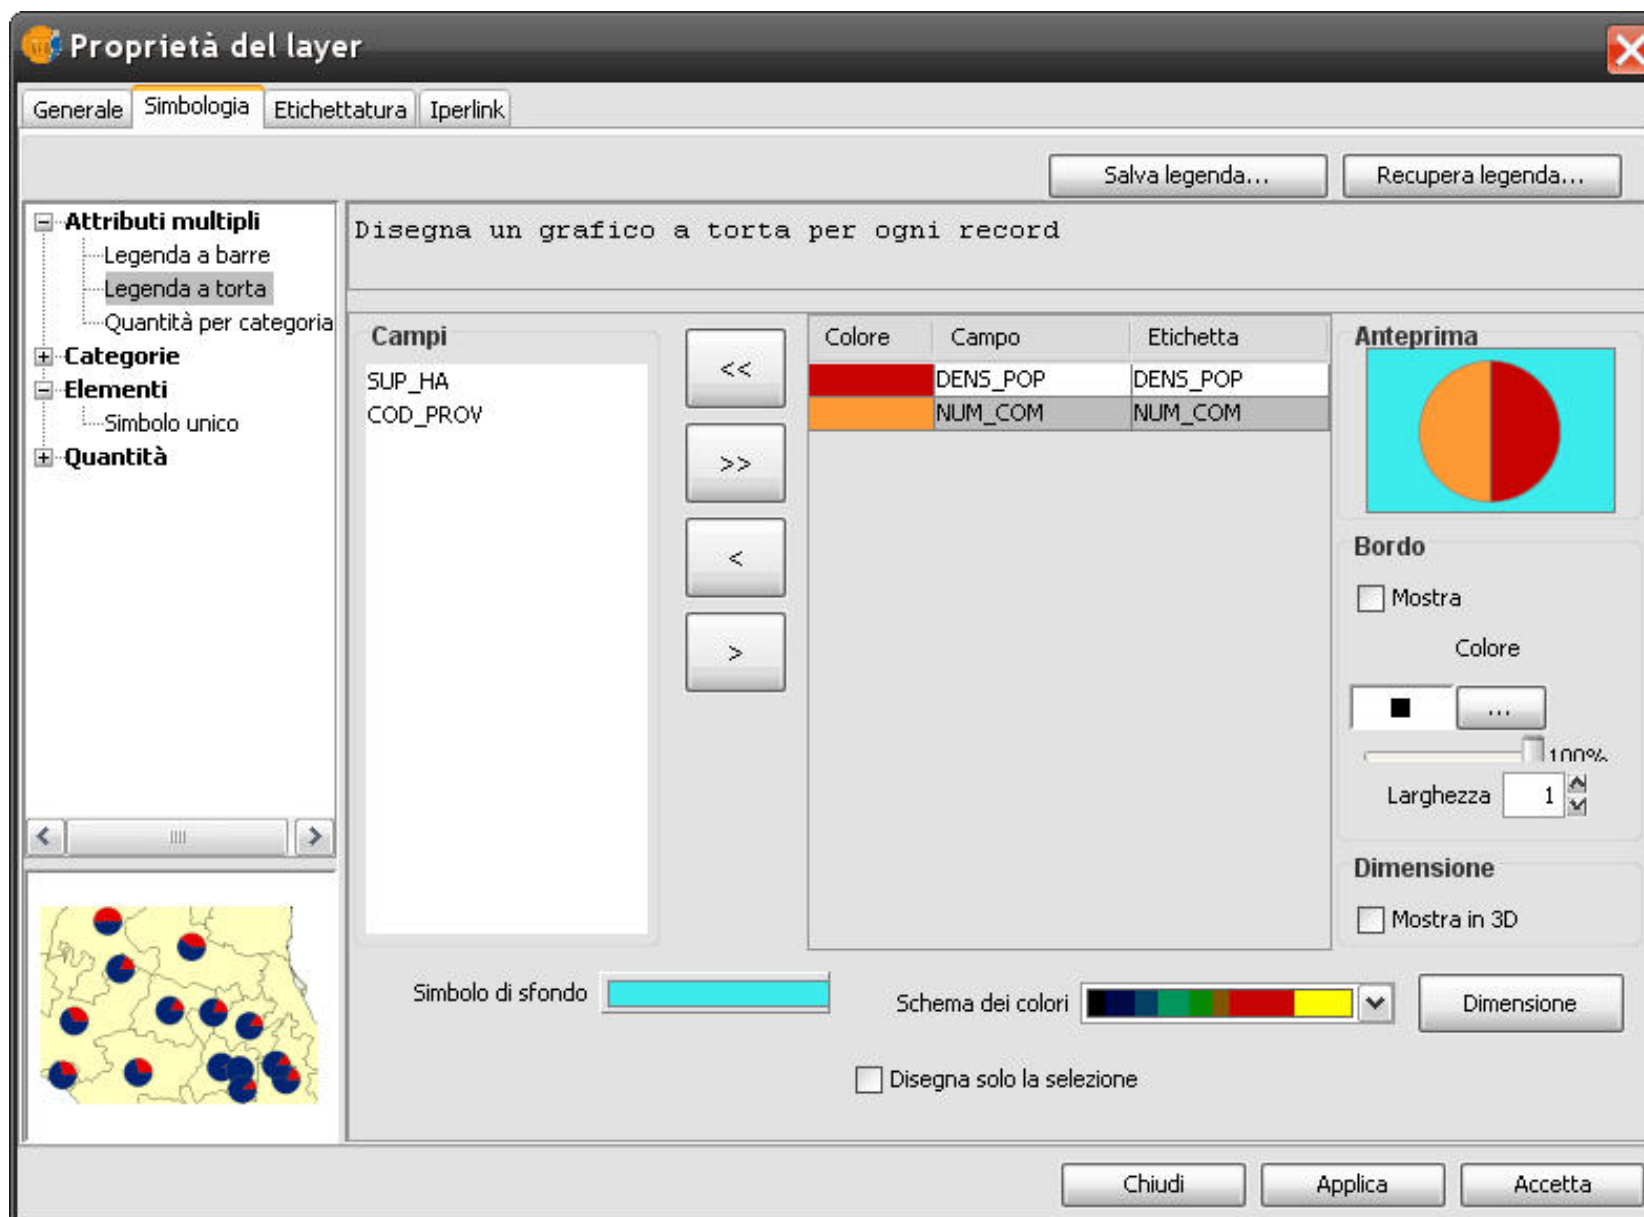 Proprietà del layer
Generale Simbologia Etichettatura Iperlink
Salva legenda... Recupera legenda...
Attributi multipli
Legenda a barre
Legenda a torta
Quantità per categoria
Categorie
Elementi
Simbolo unico
Quantità
Disegna un grafico a torta per ogni record
Campi
SUP_HA
COD_PROV
<<
>>
<
>
Colore Campo Etichetta
DENS_POP DENS_POP
NUM_COM NUM_COM
Anteprima
Bordo
Mostra
Colore
...
100%
Larghezza 1
Dimensione
Mostra in 3D
Simbolo di sfondo
Schema dei colori
Dimensione
Disegna solo la selezione
Chiudi Applica Accetta